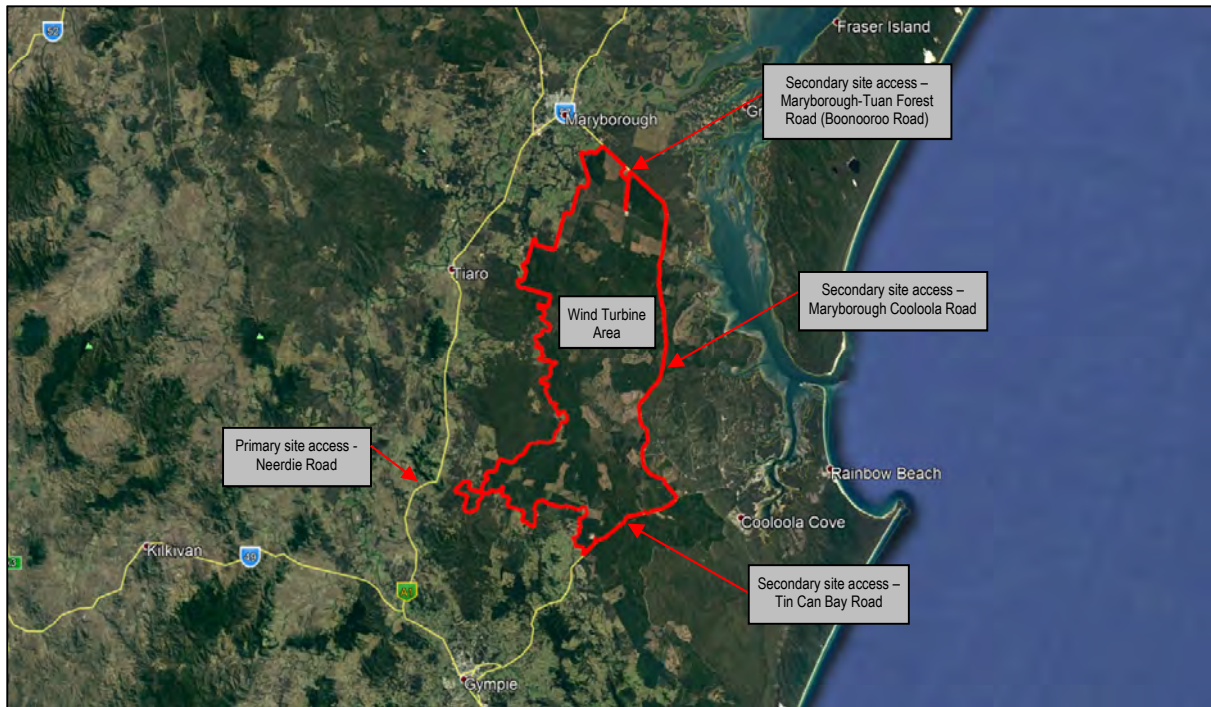 Fraser Island
Secondary site access –
Maryborough-Tuan Forest
Road (Boonooroo Road)
Maryborough
Tiaro
Wind Turbine
Area
Secondary site access –
Maryborough Cooloola Road
Primary site access -
Neerdie Road
Rainbow Beach
Cooloola Cove
Kilkivan
49
Secondary site access –
Tin Can Bay Road
Gympie